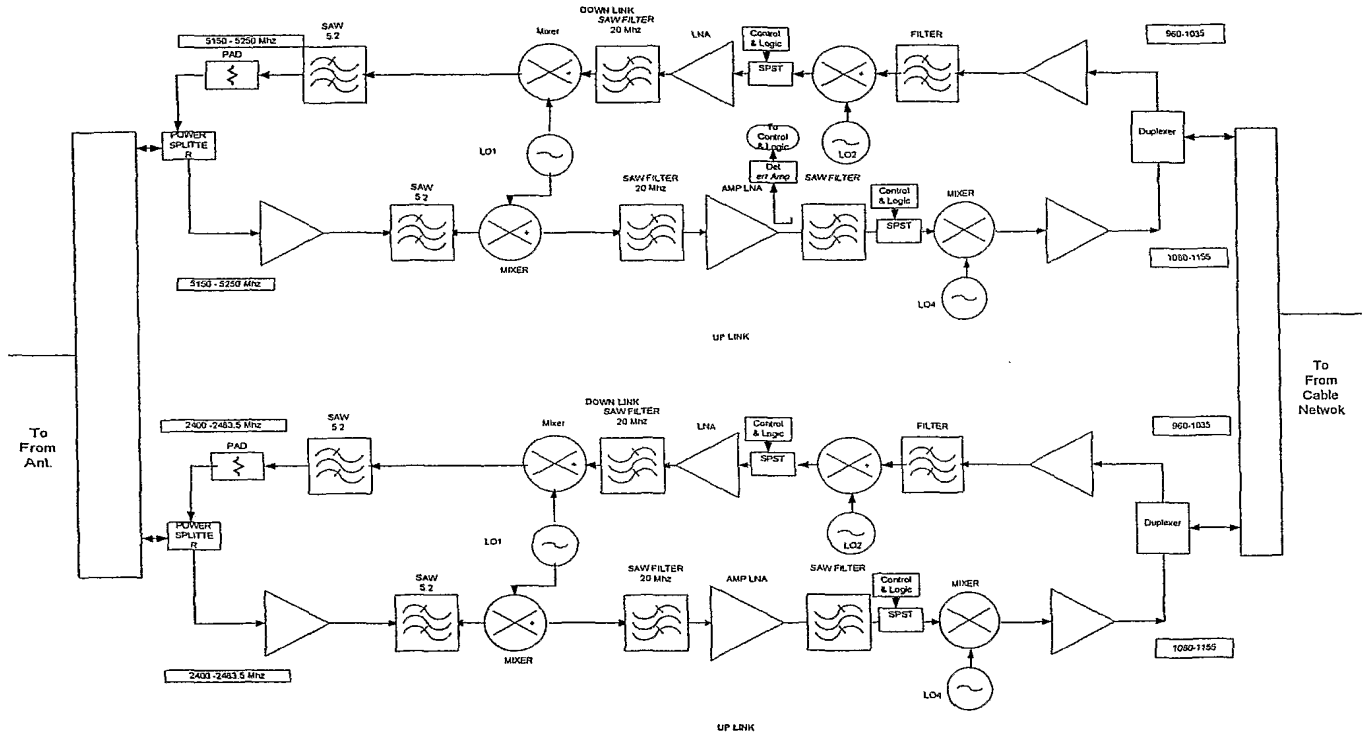 DOWN LINK
SAW
5.2
Mixer
SAW FILTER
20 Mhz
LNA
Control
& Logic
FILTER
960-1035
5150 - 5250 Mhz
PAD
SPST
POWER
SPLITTE
R
LO1
To
Control
& Logic
LO2
Duplexer
Det
SAW
5.2
SAW FILTER
20 Mhz
AMP LNA
Amp
SAW FILTER
Control
& Logic
MIXER
SPST
MIXER
5150 - 5250 Mhz
LO4
1080-1155
UP LINK
To
From
Ant.
To
From
Cable
Netwok
DOWN LINK
2400 -2483.5 Mhz
SAW
5.2
Mixer
SAW FILTER
20 Mhz
LNA
Control
& Logic
FILTER
960-1035
PAD
SPST
POWER
SPLITTE
R
LO1
LO2
Duplexer
SAW
5.2
SAW FILTER
20 Mhz
AMP LNA
SAW FILTER
Control
& Logic
MIXER
SPST
MIXER
2400 -2483.5 Mhz
LO4
1080-1155
UP LINK